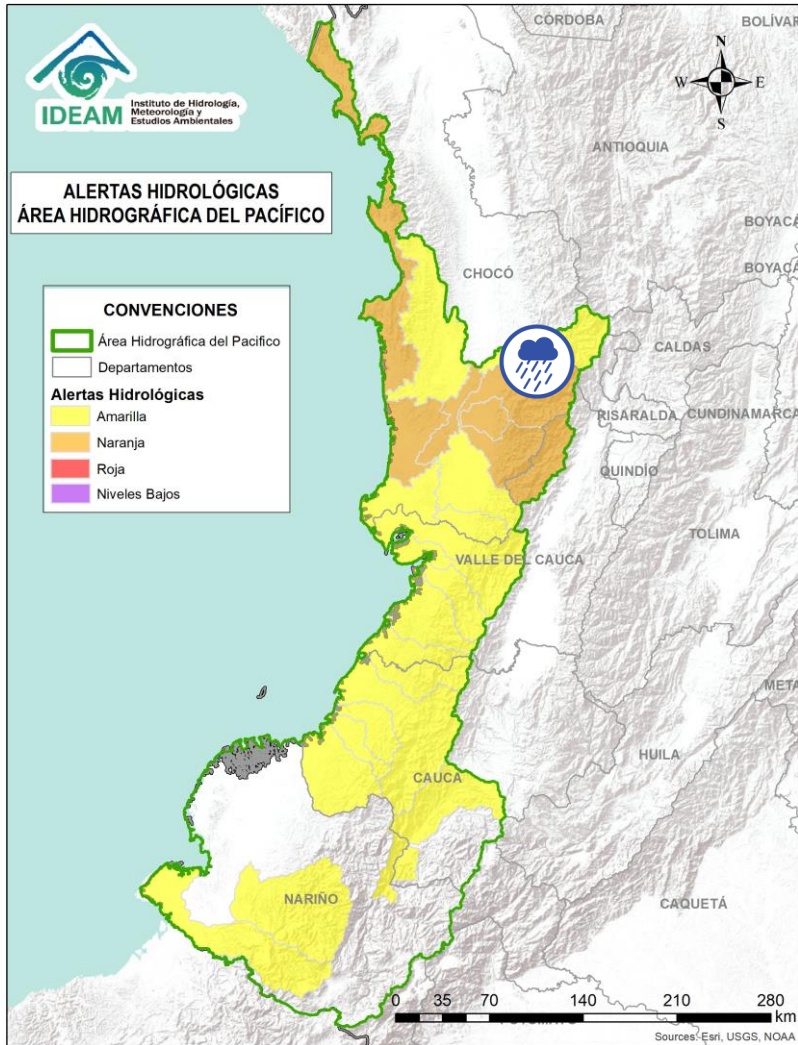 CÓRDOBA
BOLÍVAR
N
W
E
S
IDEAM
Instituto de Hidrología,
Meteorología y
Estudios Ambientales
ANTIOQUIA
ALERTAS HIDROLÓGICAS
ÁREA HIDROGRÁFICA DEL PACÍFICO
BOYACÁ
BOYACÁ
CHOCÓ
CONVENCIONES
Área Hidrográfica del Pacifico
Departamentos
Alertas Hidrológicas
Amarilla
Naranja
Roja
Niveles Bajos
CALDAS
RISARALDA
CUNDINAMARCA
QUINDÍO
TOLIMA
VALLE DEL CAUCA
META
HUILA
CAUCA
NARIÑO
CAQUETÁ
0 35 70 140 210 280
km
Sources: Esri, USGS, NOAA